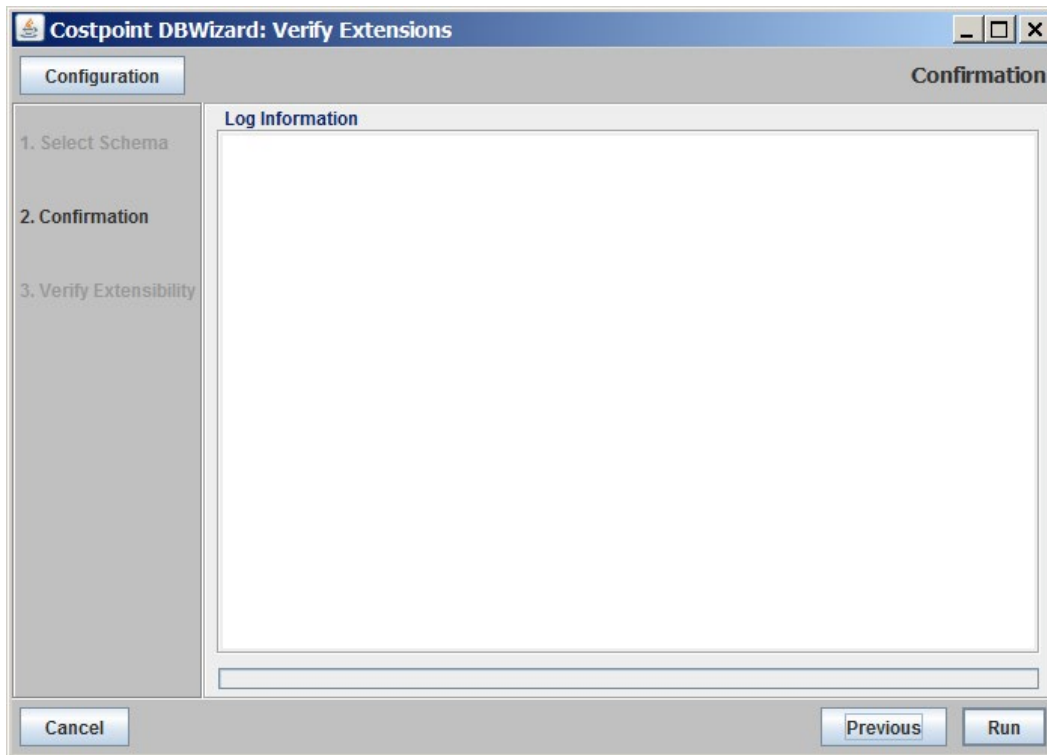 Costpoint DBWizard: Verify Extensions
Configuration
Confirmation
Log Information
1. Select Schema
2. Confirmation
3. Verify Extensibility
Cancel
Previous
Run